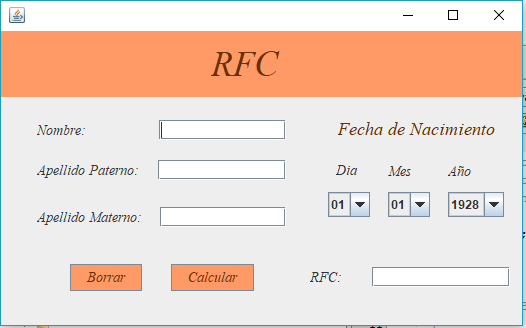 RFC
Nombre:
Fecha de Nacimiento
Apellido Paterno:
Dia Mes Año
01 01 1928
Apellido Materno:
Borrar Calcular RFC: